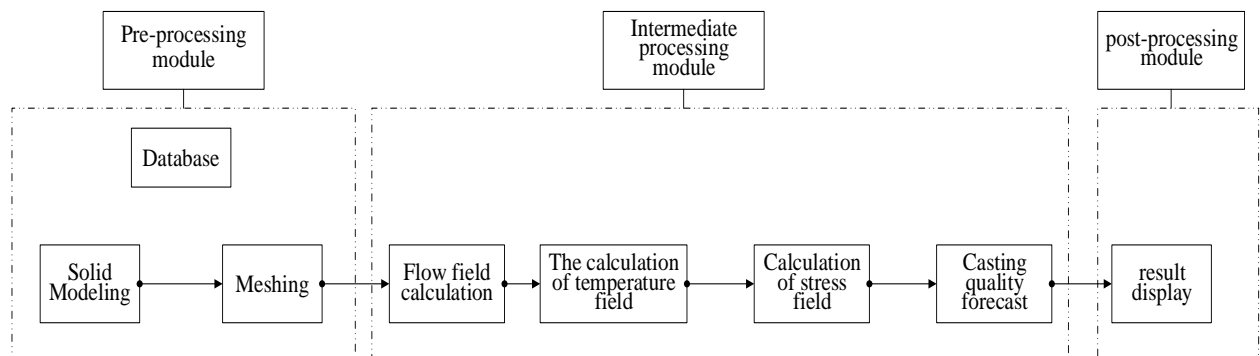 Pre-processing
module
Intermediate
processing
module
post-processing
module
Database
Solid
Modeling
Meshing
Flow field
calculation
The calculation
of temperature
field
Calculation
of stress
field
Casting
quality
forecast
result
display